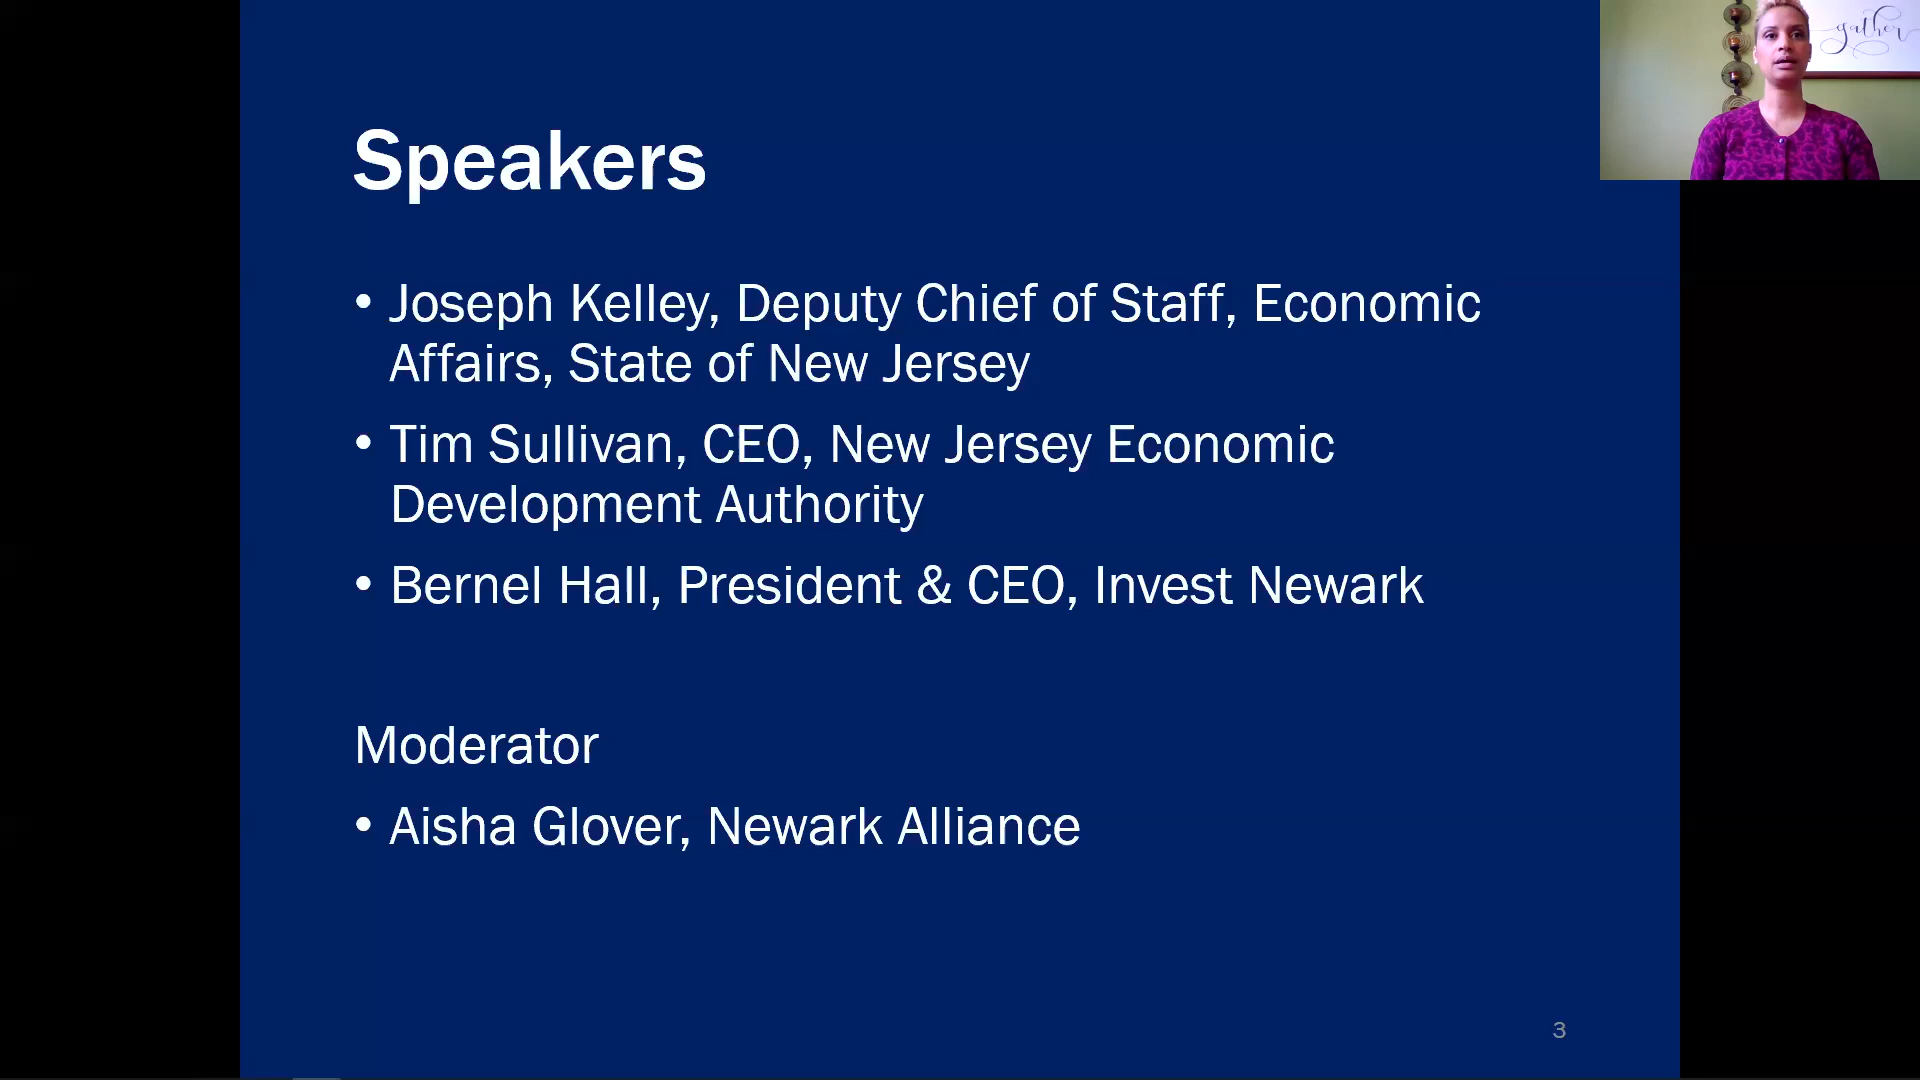 gather
Speakers
• Joseph Kelley, Deputy Chief of Staff, Economic
Affairs, State of New Jersey
• Tim Sullivan, CEO, New Jersey Economic
Development Authority
• Bernel Hall, President & CEO, Invest Newark
Moderator
• Aisha Glover, Newark Alliance
3